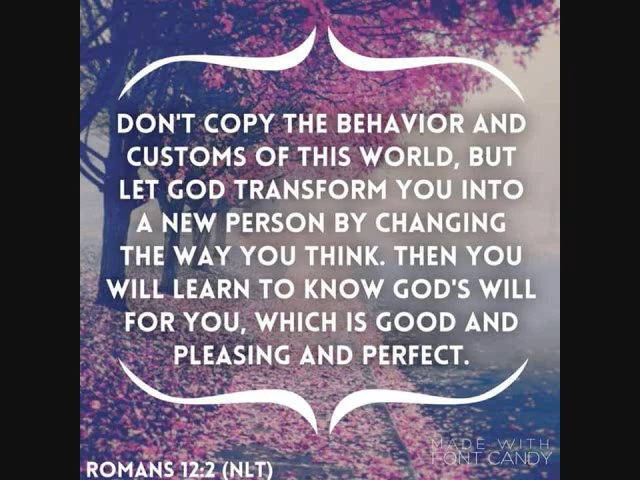 DON'T COPY THE BEHAVIOR AND
CUSTOMS OF THIS WORLD, BUT
LET GOD TRANSFORM YOU INTO
A NEW PERSON BY CHANGING
THE WAY YOU THINK. THEN YOU
WILL LEARN TO KNOW GOD'S WILL
FOR YOU, WHICH IS GOOD AND
PLEASING AND PERFECT.
MADE WITH
FONT CANDY
ROMANS 12:2 (NLT)